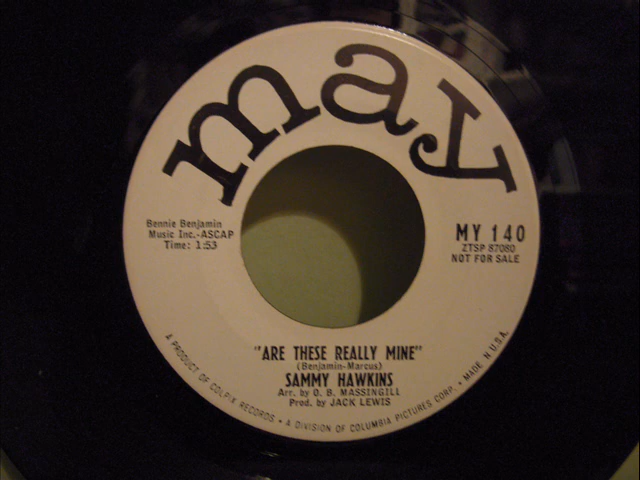 may
Bennie Benjamin
Music Inc.-ASCAP
Time: 1:53
MY 140
ZTSP 87080
NOT FOR SALE
"ARE THESE REALLY MINE"
(Benjamin-Marcus)
SAMMY HAWKINS
Arr. by O. B. MASSINGILL
Prod. by JACK LEWIS
A PRODUCT OF COLPIX RECORDS • A DIVISION OF COLUMBIA PICTURES CORP. • MADE IN U.S.A.